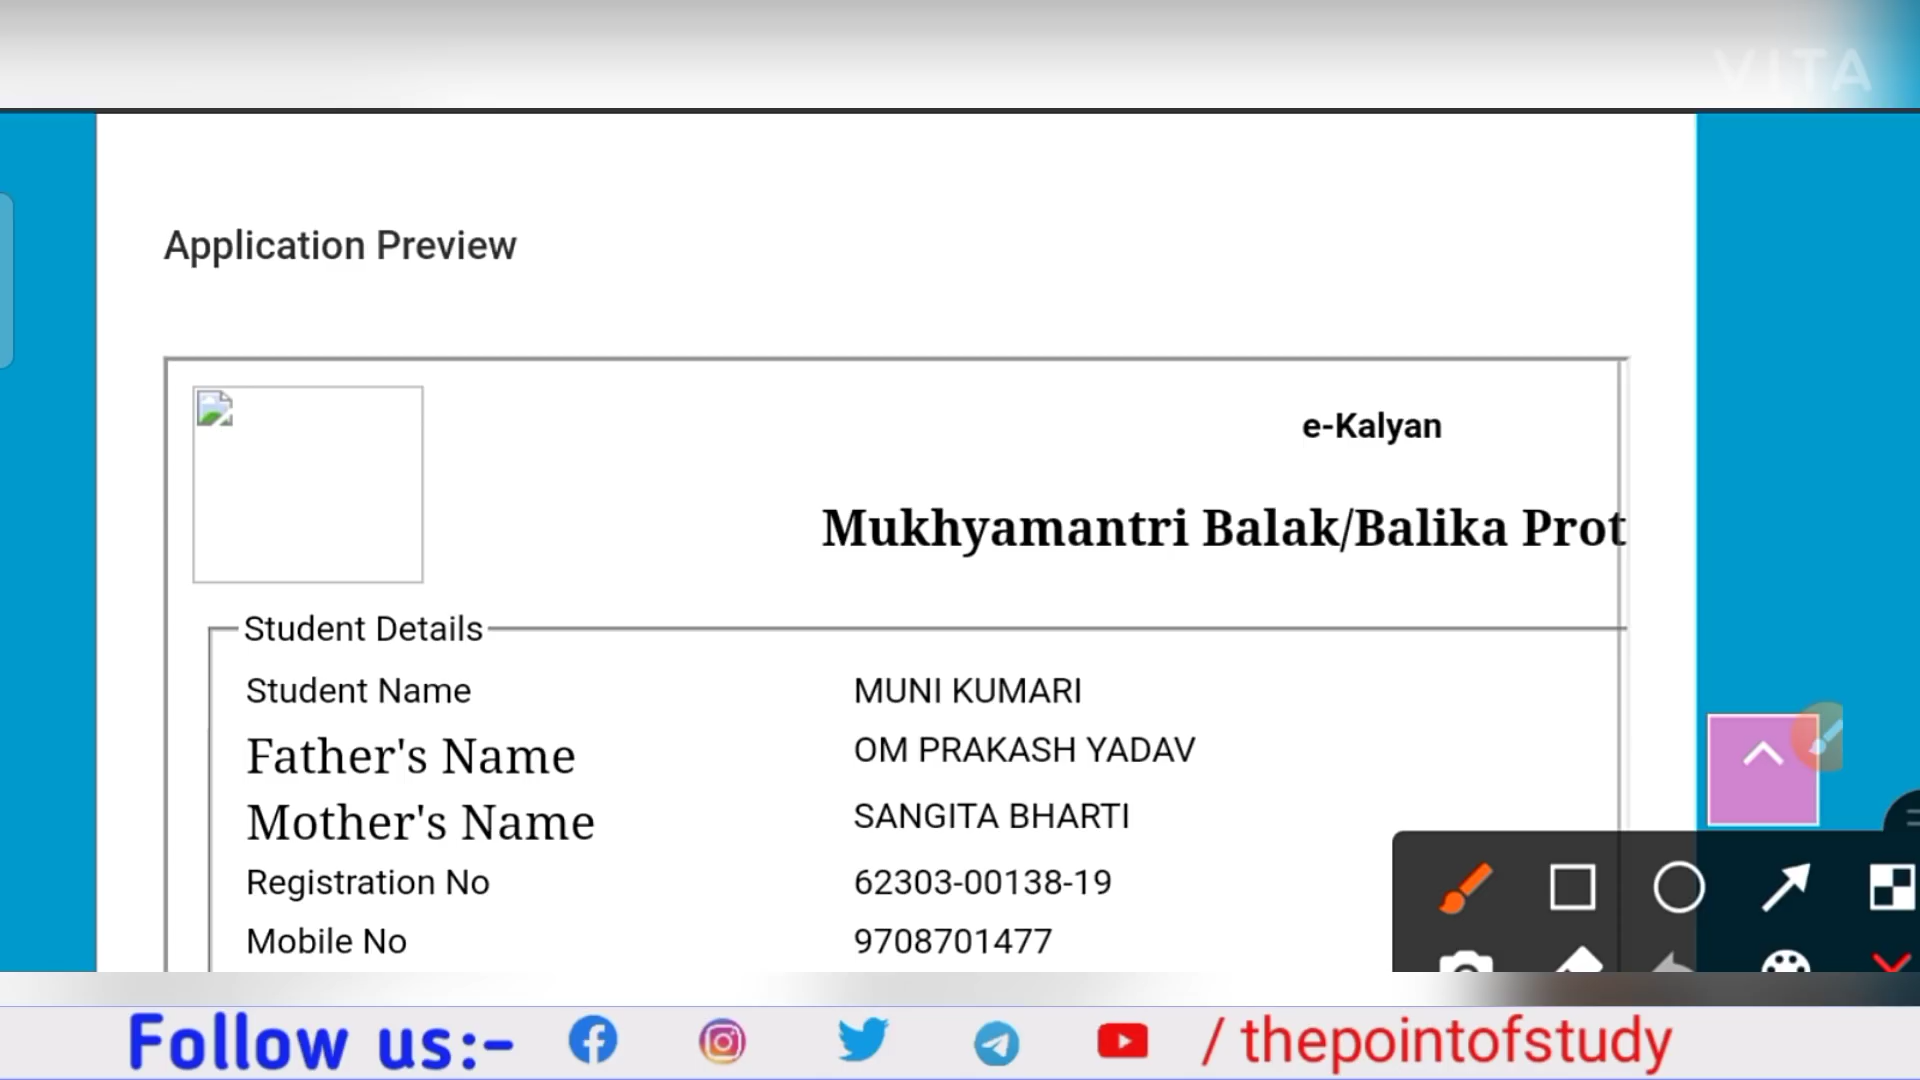 VITA
Application Preview
e-Kalyan
Mukhyamantri Balak/Balika Prot
Student Details
Student Name MUNI KUMARI
Father's Name OM PRAKASH YADAV
Mother's Name SANGITA BHARTI
Registration No 62303-00138-19
Mobile No 9708701477
Follow us:- / thepointofstudy